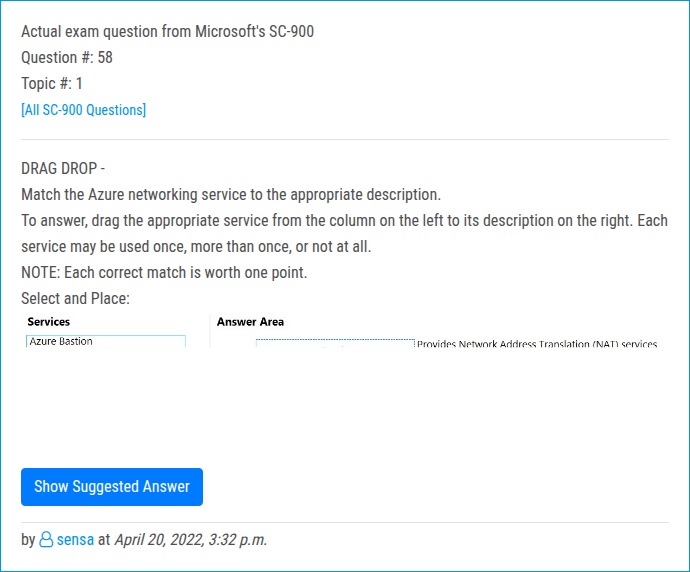 Actual exam question from Microsoft's SC-900
Question #: 58
Topic #: 1
[All SC-900 Questions]
DRAG DROP -
Match the Azure networking service to the appropriate description.
To answer, drag the appropriate service from the column on the left to its description on the right. Each
service may be used once, more than once, or not at all.
NOTE: Each correct match is worth one point.
Select and Place:
Services Answer Area
Azure Bastion Provides Network Address Translation (NAT) services
Show Suggested Answer
by sensa at April 20, 2022, 3:32 p.m.